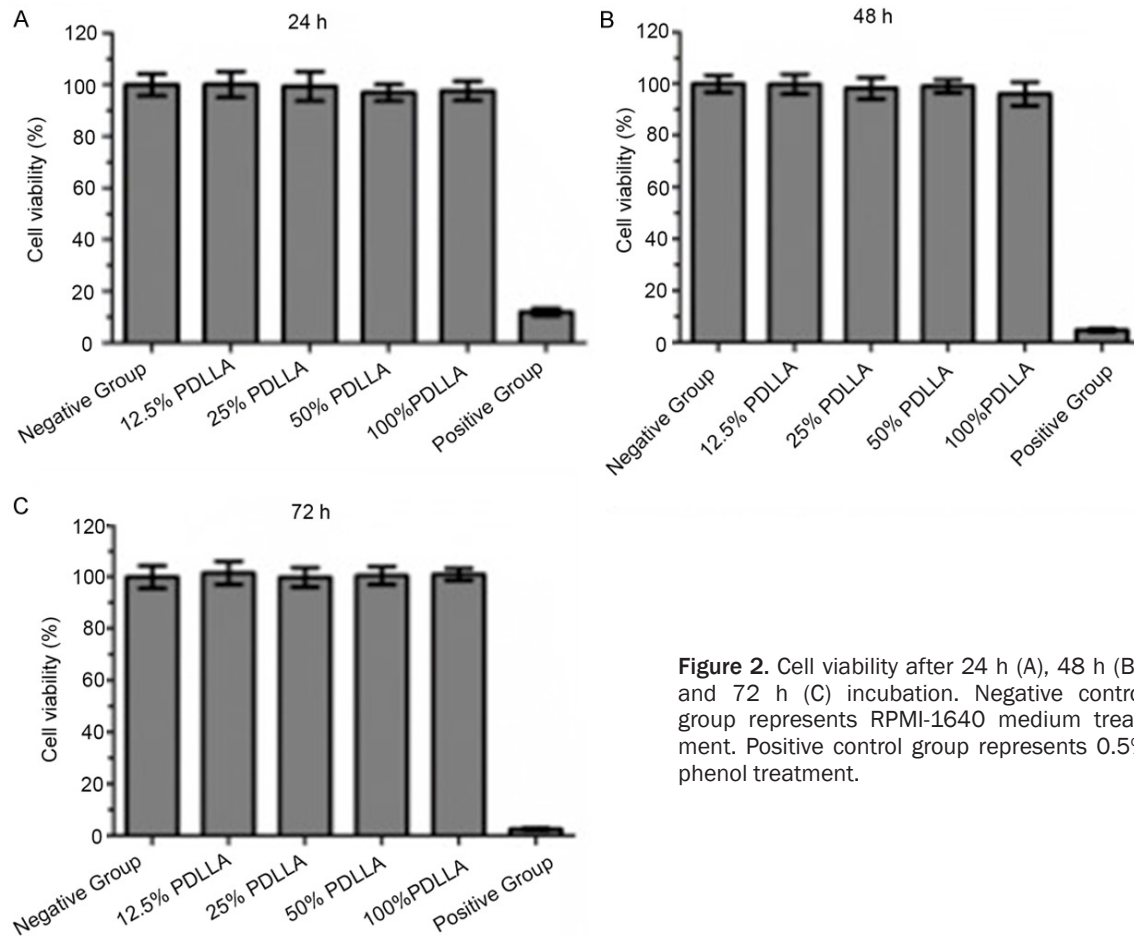 A
24 h
Cell viability (%)
120
100
80
60
40
20
0
Negative Group
12.5% PDLLA
25% PDLLA
50% PDLLA
100%PDLLA
Positive Group
B
48 h
Cell viability (%)
120
100
80
60
40
20
0
Negative Group
12.5% PDLLA
25% PDLLA
50% PDLLA
100%PDLLA
Positive Group
C
72 h
Cell viability (%)
120
100
80
60
40
20
0
Negative Group
12.5% PDLLA
25% PDLLA
50% PDLLA
100%PDLLA
Positive Group
Figure 2. Cell viability after 24 h (A), 48 h (B
and 72 h (C) incubation. Negative contro
group represents RPMI-1640 medium trea
ment. Positive control group represents 0.5%
phenol treatment.